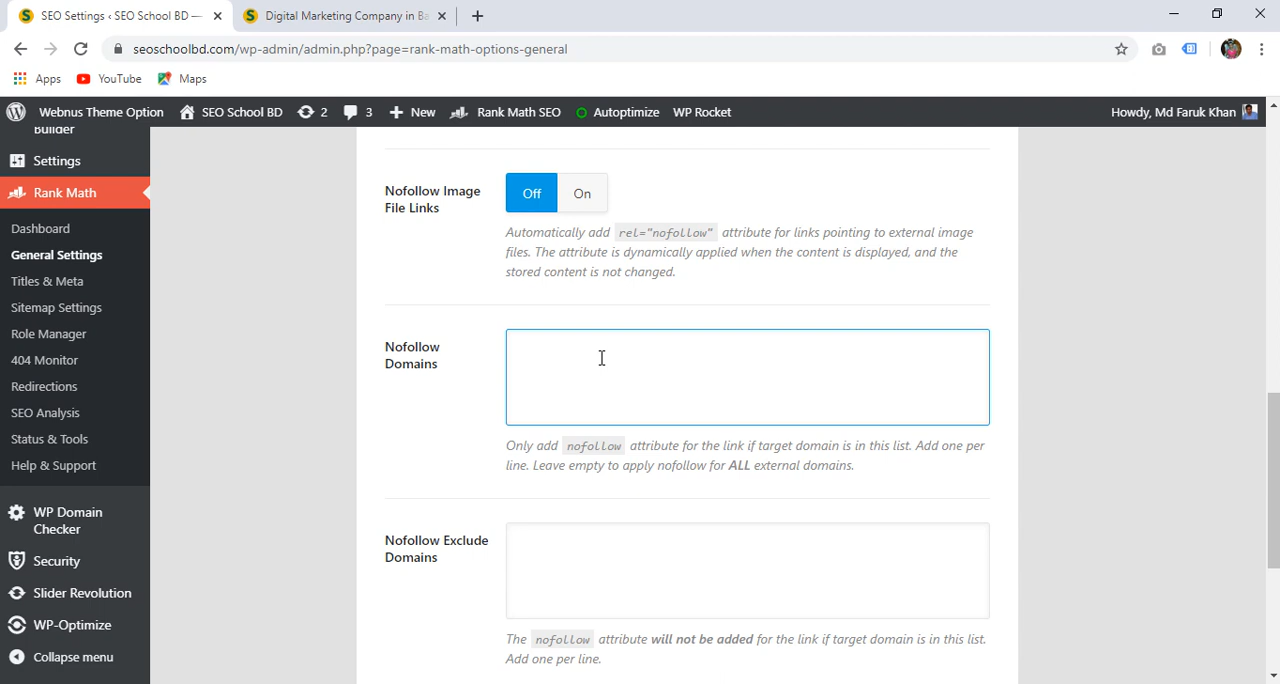 SEO Settings ‹ SEO School BD —
Digital Marketing Company in Ba
seoschoolbd.com/wp-admin/admin.php?page=rank-math-options-general
Apps YouTube Maps
Webnus Theme Option SEO School BD 2 3 New Rank Math SEO Autoptimize WP Rocket Howdy, Md Faruk Khan
Builder
Settings
Rank Math
Dashboard
General Settings
Titles & Meta
Sitemap Settings
Role Manager
404 Monitor
Redirections
SEO Analysis
Status & Tools
Help & Support
WP Domain
Checker
Security
Slider Revolution
WP-Optimize
Collapse menu
Nofollow Image
File Links
Off On
Automatically add rel="nofollow" attribute for links pointing to external image
files. The attribute is dynamically applied when the content is displayed, and the
stored content is not changed.
Nofollow
Domains
Only add nofollow attribute for the link if target domain is in this list. Add one per
line. Leave empty to apply nofollow for ALL external domains.
Nofollow Exclude
Domains
The nofollow attribute will not be added for the link if target domain is in this list.
Add one per line.